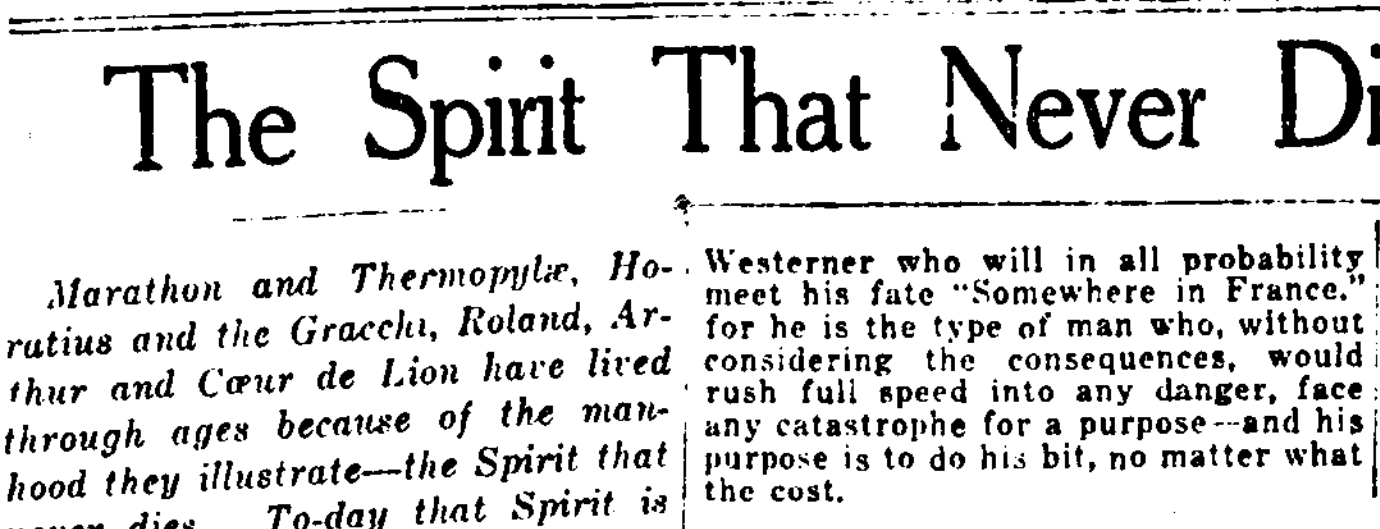 The Spirit That Never Di
Marathon and Thermopylæ, Ho-
ratius and the Gracchi, Roland, Ar-
thur and Cœur de Lion have lived
through ages because of the man-
hood they illustrate—the Spirit that
never dies. To-day that Spirit is
Westerner who will in all probability
meet his fate "Somewhere in France."
for he is the type of man who, without
considering the consequences, would
rush full speed into any danger, face
any catastrophe for a purpose—and his
purpose is to do his bit, no matter what
the cost.